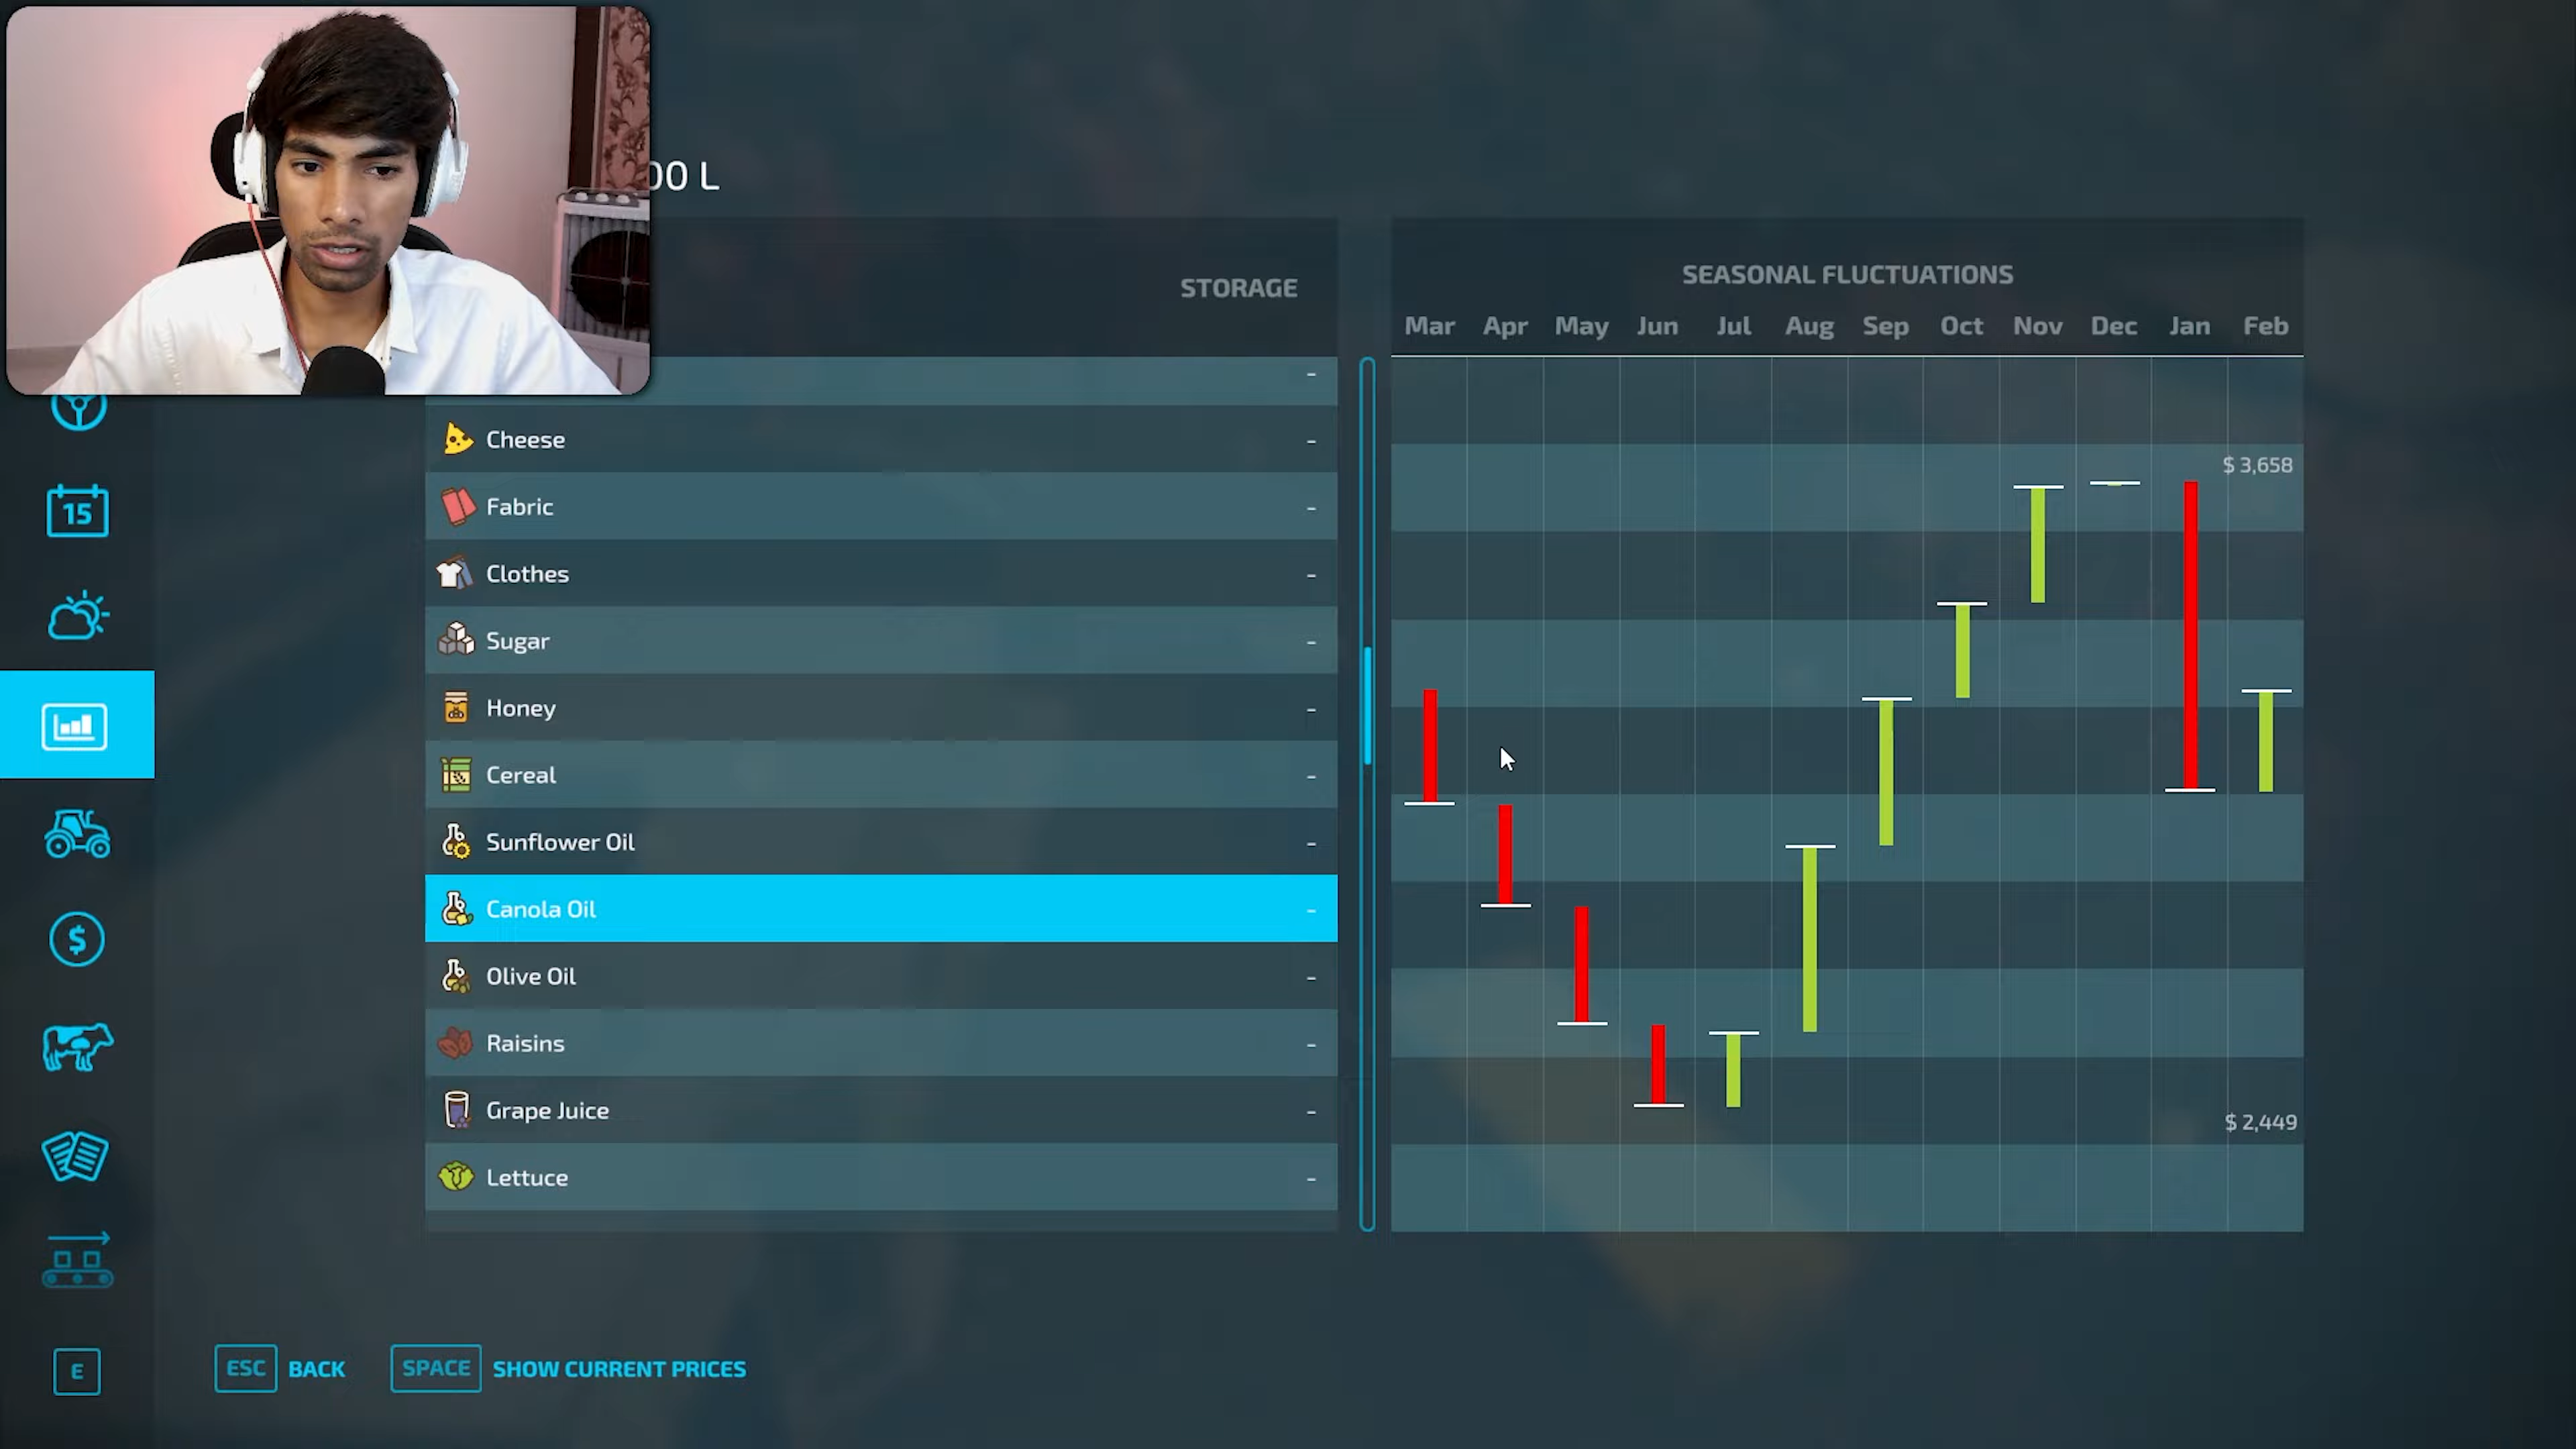 00 L
STORAGE
SEASONAL FLUCTUATIONS
Mar Apr May Jun Jul Aug Sep Oct Nov Dec Jan Feb
-
Cheese -
$ 3,658
Fabric -
15
Clothes -
Sugar -
Honey -
Cereal -
Sunflower Oil -
Canola Oil -
$
Olive Oil -
Raisins -
Grape Juice -
$ 2,449
Lettuce -
E
ESC BACK SPACE SHOW CURRENT PRICES